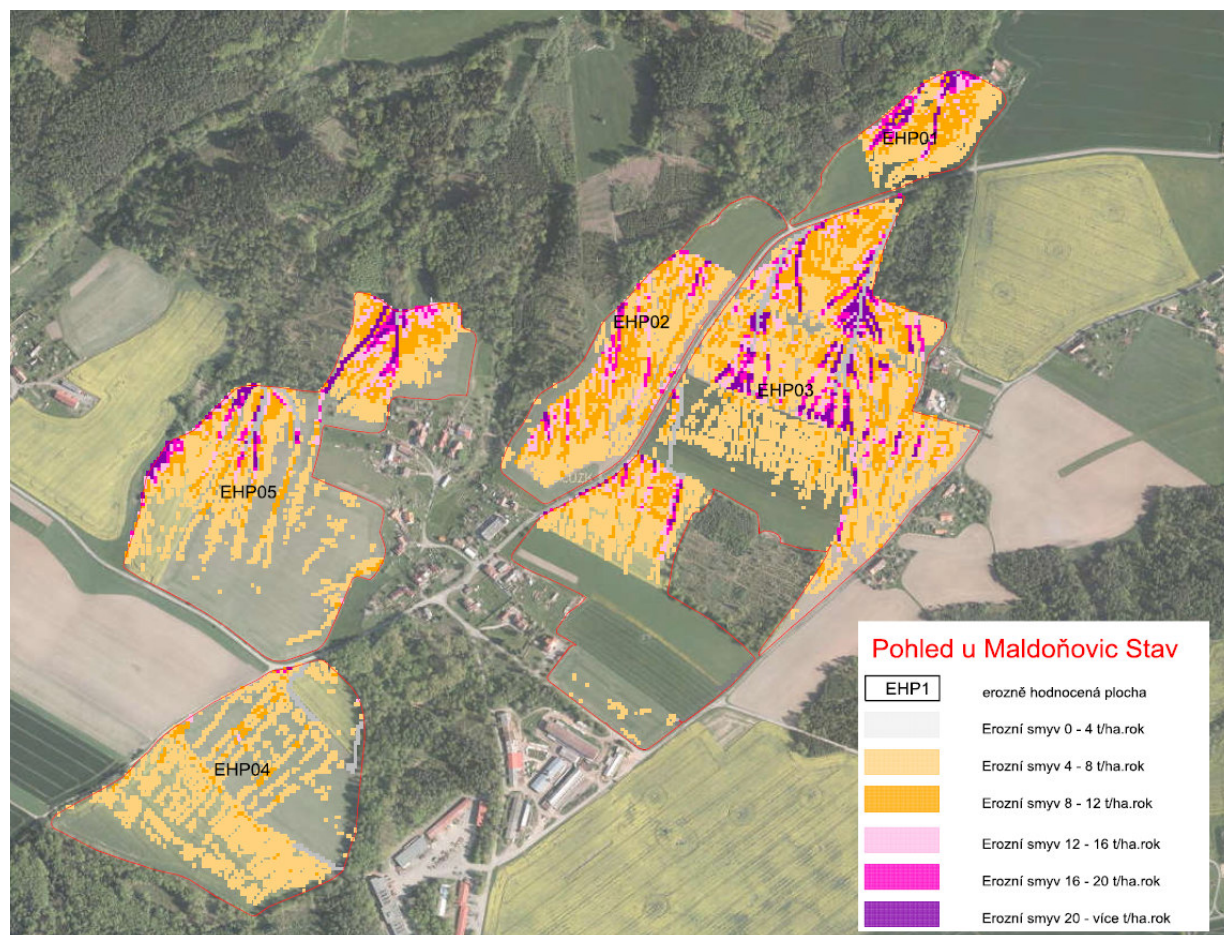 EHP01
EHP02
EHP03
ČÚZK
EHP05
EHP04
Pohled u Maldoňovic Stav
EHP1 erozně hodnocená plocha
Erozní smyv 0 - 4 t/ha.rok
Erozní smyv 4 - 8 t/ha.rok
Erozní smyv 8 - 12 t/ha.rok
Erozní smyv 12 - 16 t/ha.rok
Erozní smyv 16 - 20 t/ha.rok
Erozní smyv 20 - více t/ha.rok